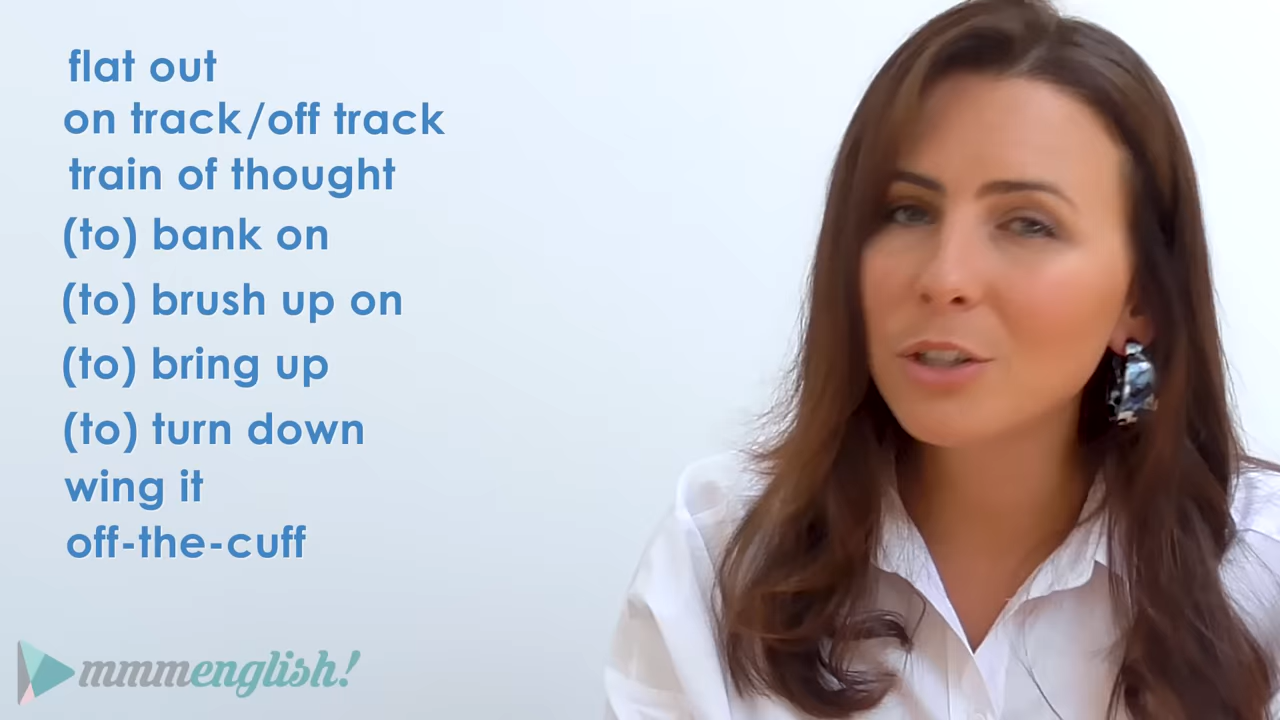 flat out
on track/off track
train of thought
(to) bank on
(to) brush up on
(to) bring up
(to) turn down
wing it
off-the-cuff
mmmenglish!